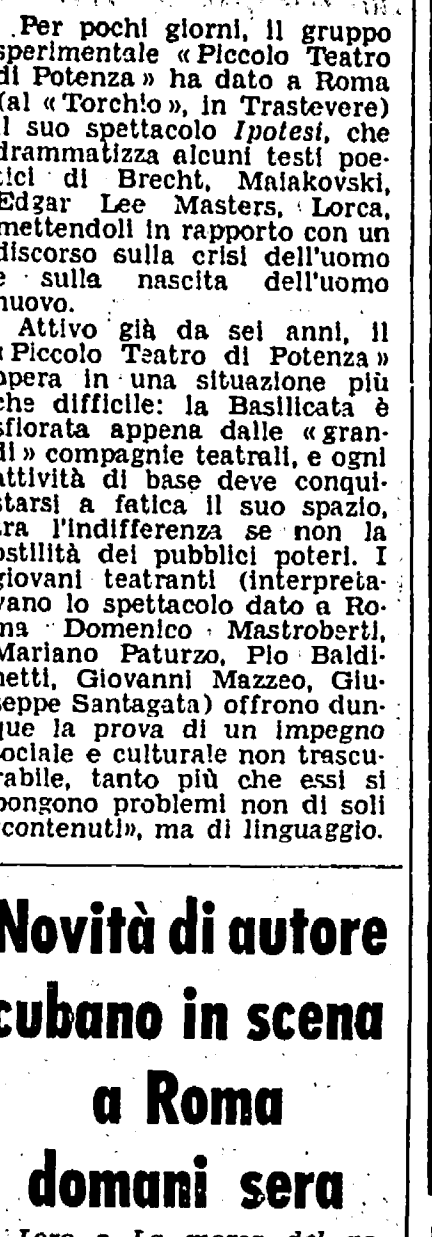 Per pochi giorni, il gruppo
sperimentale « Piccolo Teatro
di Potenza » ha dato a Roma
(al « Torchio », in Trastevere)
il suo spettacolo Ipotesi, che
drammatizza alcuni testi poe-
tici di Brecht, Maiakovski,
Edgar Lee Masters, Lorca,
mettendoli in rapporto con un
discorso sulla crisi dell'uomo
e sulla nascita dell'uomo
nuovo.
Attivo già da sei anni, il
« Piccolo Teatro di Potenza »
opera in una situazione più
che difficile: la Basilicata è
sfiorata appena dalle « gran-
di » compagnie teatrali, e ogni
attività di base deve conqui-
starsi a fatica il suo spazio,
tra l'indifferenza se non la
ostilità dei pubblici poteri. I
giovani teatranti (interpreta-
vano lo spettacolo dato a Ro-
ma Domenico Mastroberti,
Mariano Paturzo, Pio Baldi-
netti, Giovanni Mazzeo, Giu-
seppe Santagata) offrono dun-
que la prova di un impegno
sociale e culturale non trascu-
rabile, tanto più che essi si
pongono problemi non di soli
«contenuti», ma di linguaggio.
Novità di autore
cubano in scena
a Roma
domani sera